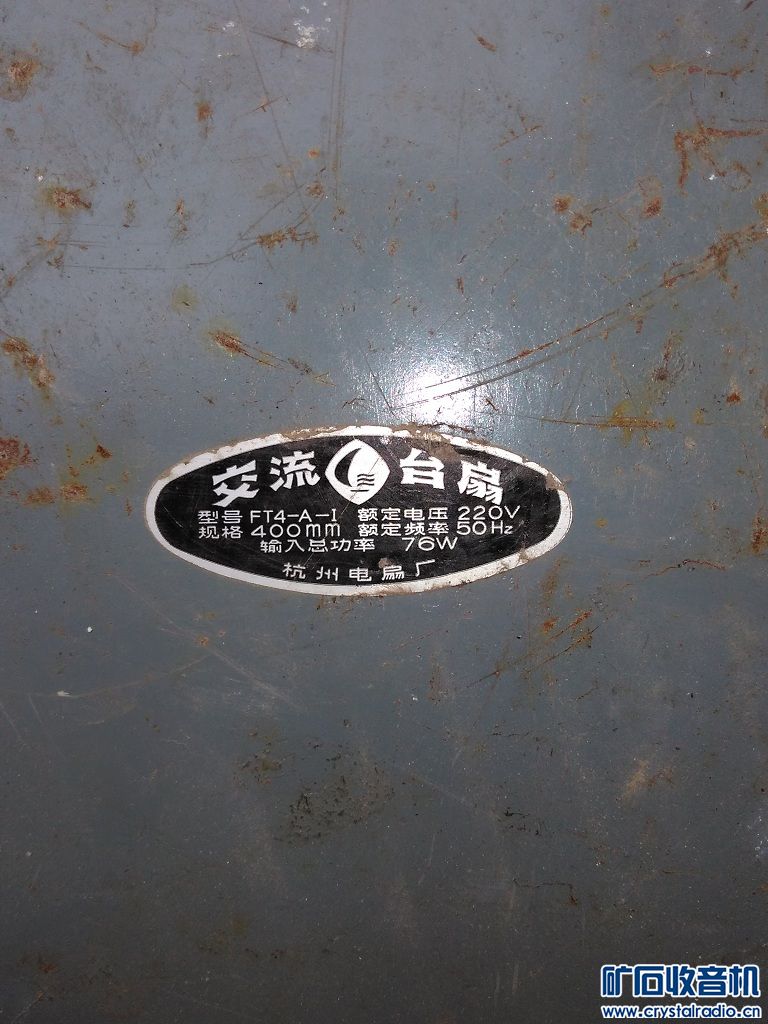 交流 台扇
型号 FT4-A-1 额定电压 220V
规格 400mm 额定频率 50Hz
输入总功率 76W
杭州电扇厂
矿石收音机
www.crystalradio.cn